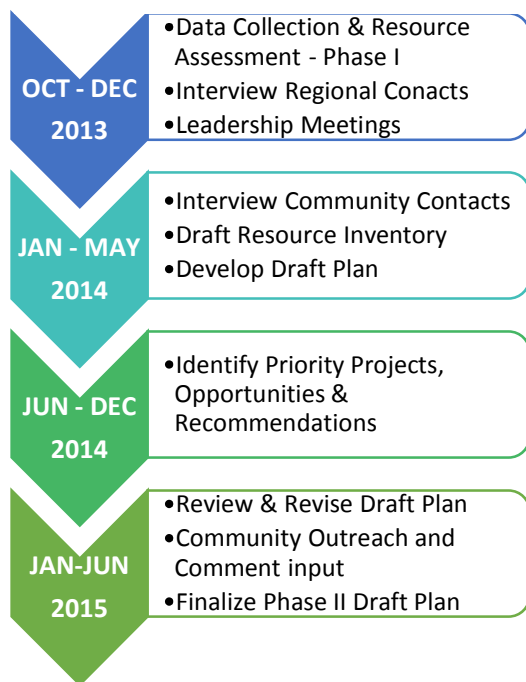 OCT - DEC
2013
•Data Collection & Resource
Assessment - Phase I
•Interview Regional Conacts
•Leadership Meetings
JAN - MAY
2014
•Interview Community Contacts
•Draft Resource Inventory
•Develop Draft Plan
JUN - DEC
2014
•Identify Priority Projects,
Opportunities &
Recommendations
JAN-JUN
2015
•Review & Revise Draft Plan
•Community Outreach and
Comment input
•Finalize Phase II Draft Plan